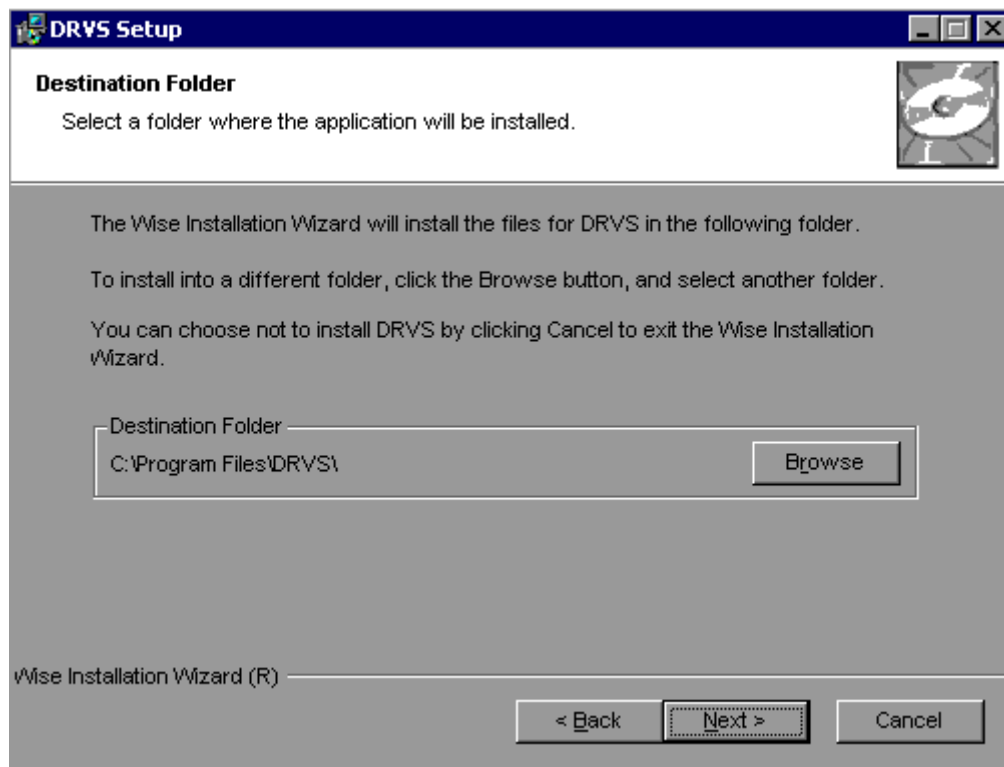 DRVS Setup
Destination Folder
Select a folder where the application will be installed.
The Wise Installation Wizard will install the files for DRVS in the following folder.
To install into a different folder, click the Browse button, and select another folder.
You can choose not to install DRVS by clicking Cancel to exit the Wise Installation
Wizard.
Destination Folder
C:\Program Files\DRVS\
Browse
Wise Installation Wizard (R)
< Back
Next >
Cancel